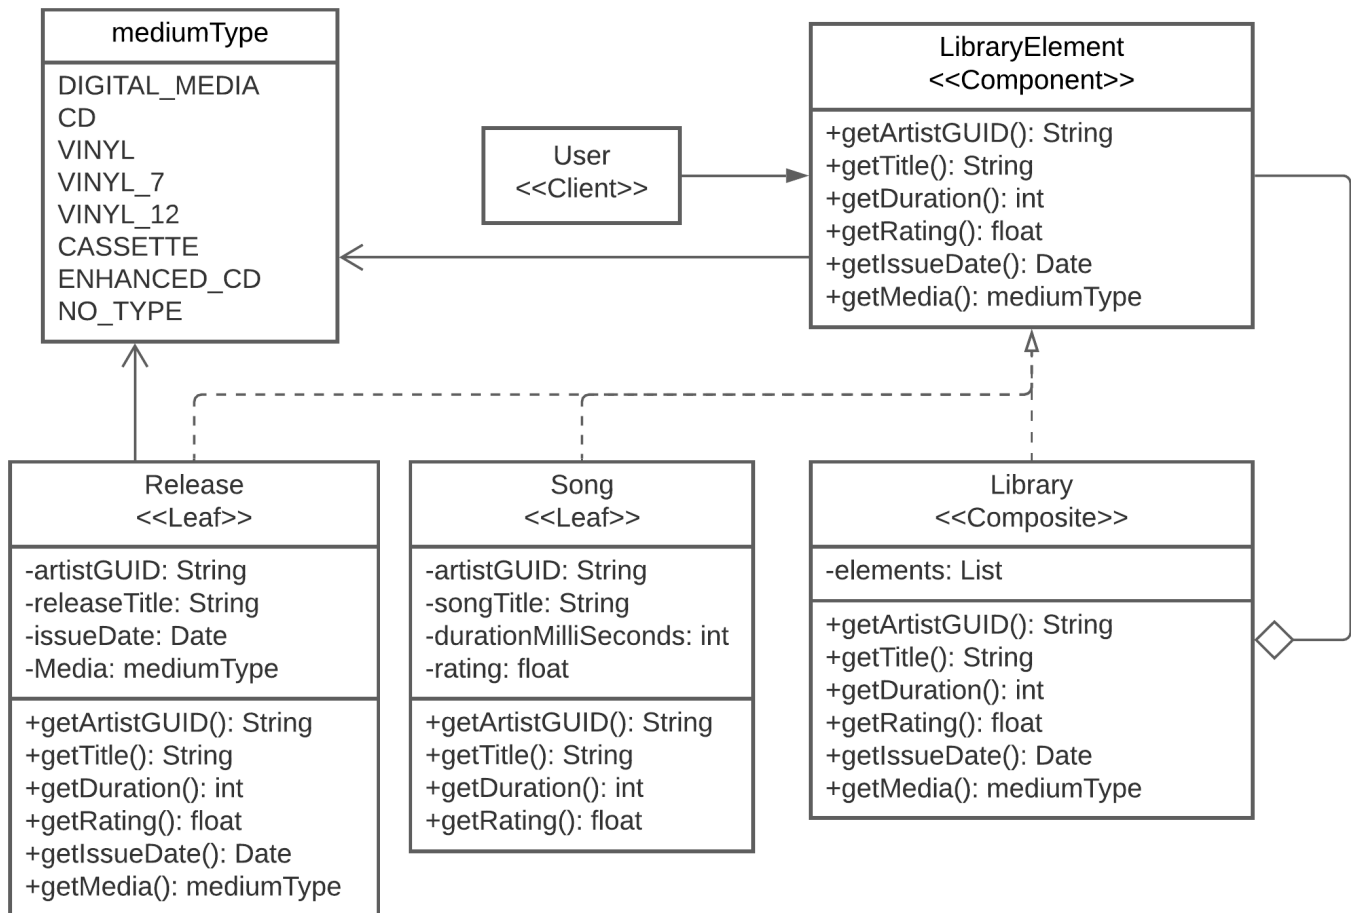 mediumType
DIGITAL_MEDIA
CD
VINYL
VINYL_7
VINYL_12
CASSETTE
ENHANCED_CD
NO_TYPE
User
<<Client>>
LibraryElement
<<Component>>
+getArtistGUID(): String
+getTitle(): String
+getDuration(): int
+getRating(): float
+getIssueDate(): Date
+getMedia(): mediumType
Release
<<Leaf>>
-artistGUID: String
-releaseTitle: String
-issueDate: Date
-Media: mediumType
+getArtistGUID(): String
+getTitle(): String
+getDuration(): int
+getRating(): float
+getIssueDate(): Date
+getMedia(): mediumType
Song
<<Leaf>>
-artistGUID: String
-songTitle: String
-durationMilliSeconds: int
-rating: float
+getArtistGUID(): String
+getTitle(): String
+getDuration(): int
+getRating(): float
Library
<<Composite>>
-elements: List
+getArtistGUID(): String
+getTitle(): String
+getDuration(): int
+getRating(): float
+getIssueDate(): Date
+getMedia(): mediumType